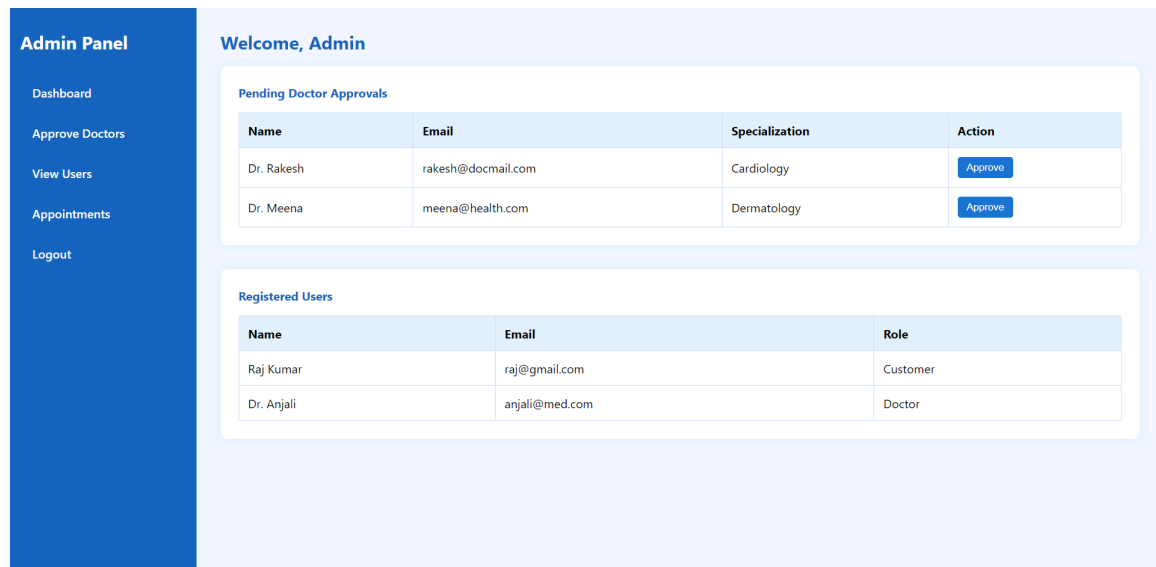 Admin Panel
Dashboard
Approve Doctors
View Users
Appointments
Logout
Welcome, Admin
Pending Doctor Approvals
Name Email Specialization Action
Dr. Rakesh rakesh@docmail.com Cardiology Approve
Dr. Meena meena@health.com Dermatology Approve
Registered Users
Name Email Role
Raj Kumar raj@gmail.com Customer
Dr. Anjali anjali@med.com Doctor